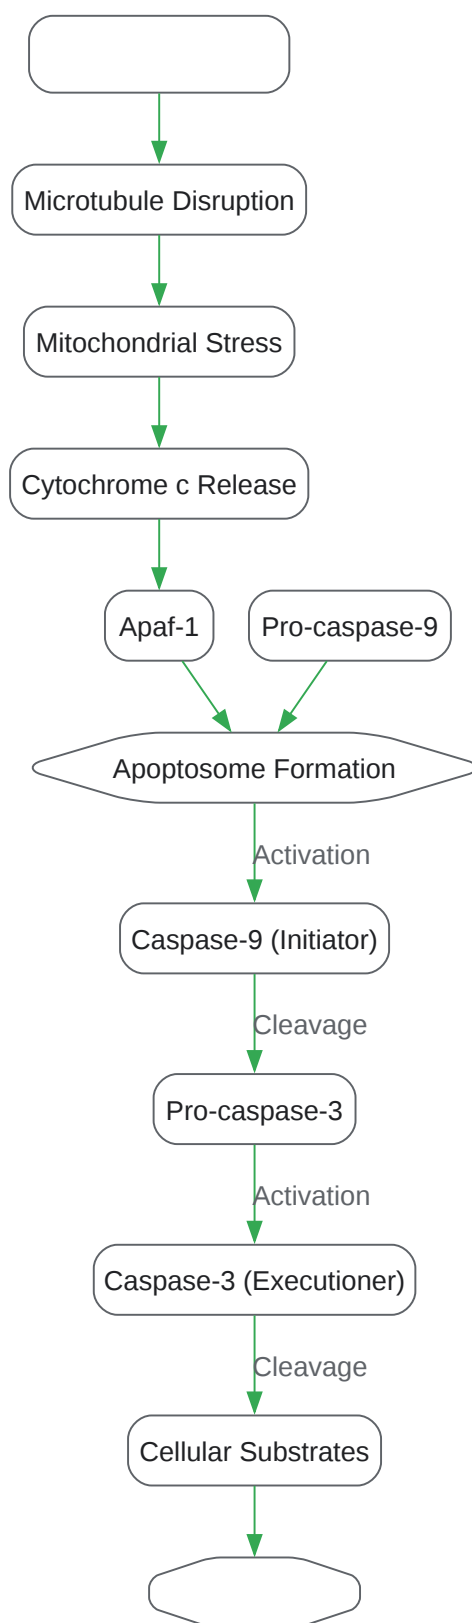 Microtubule Disruption
Mitochondrial Stress
Cytochrome c Release
Apaf-1
Pro-caspase-9
Apoptosome Formation
Activation
Caspase-9 (Initiator)
Cleavage
Pro-caspase-3
Activation
Caspase-3 (Executioner)
Cleavage
Cellular Substrates